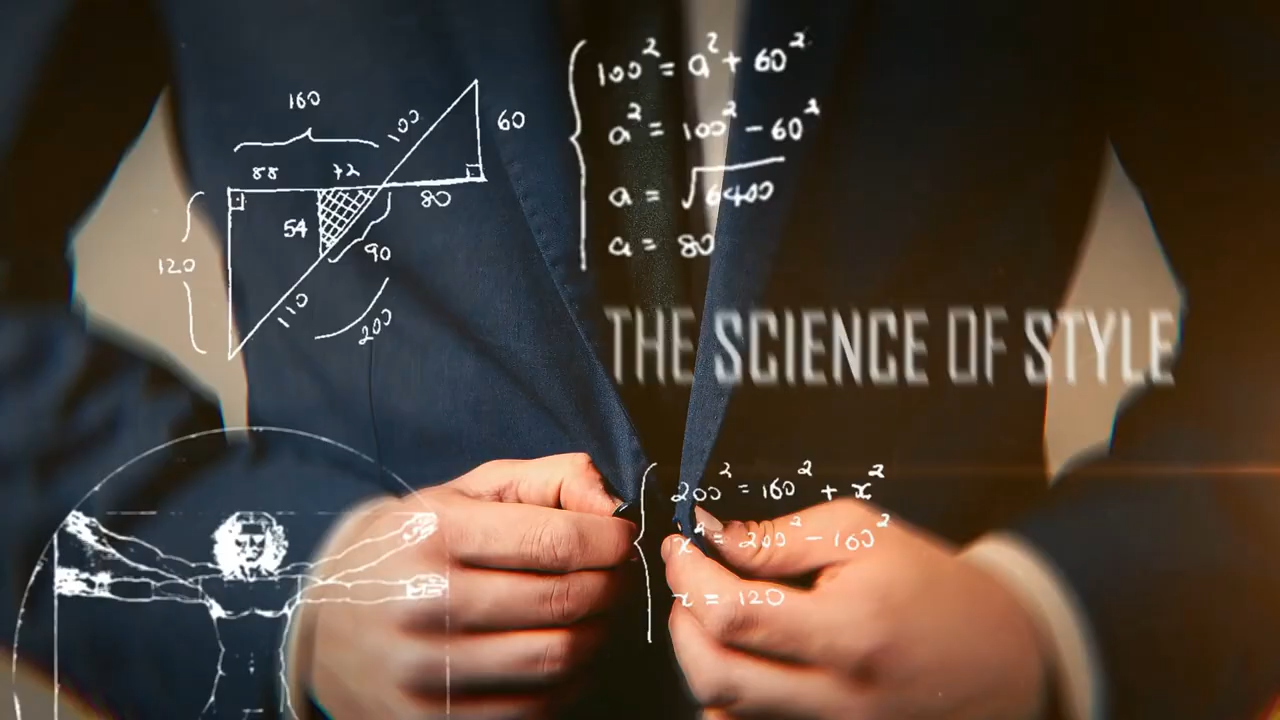 160
100
60
88 72
80
54
120
90
110
200
100² = a² + 60²
a² = 100² - 60²
a = √6400
a = 80
THE SCIENCE OF STYLE
200² = 160² + x²
x² = 200² - 160²
x = 120